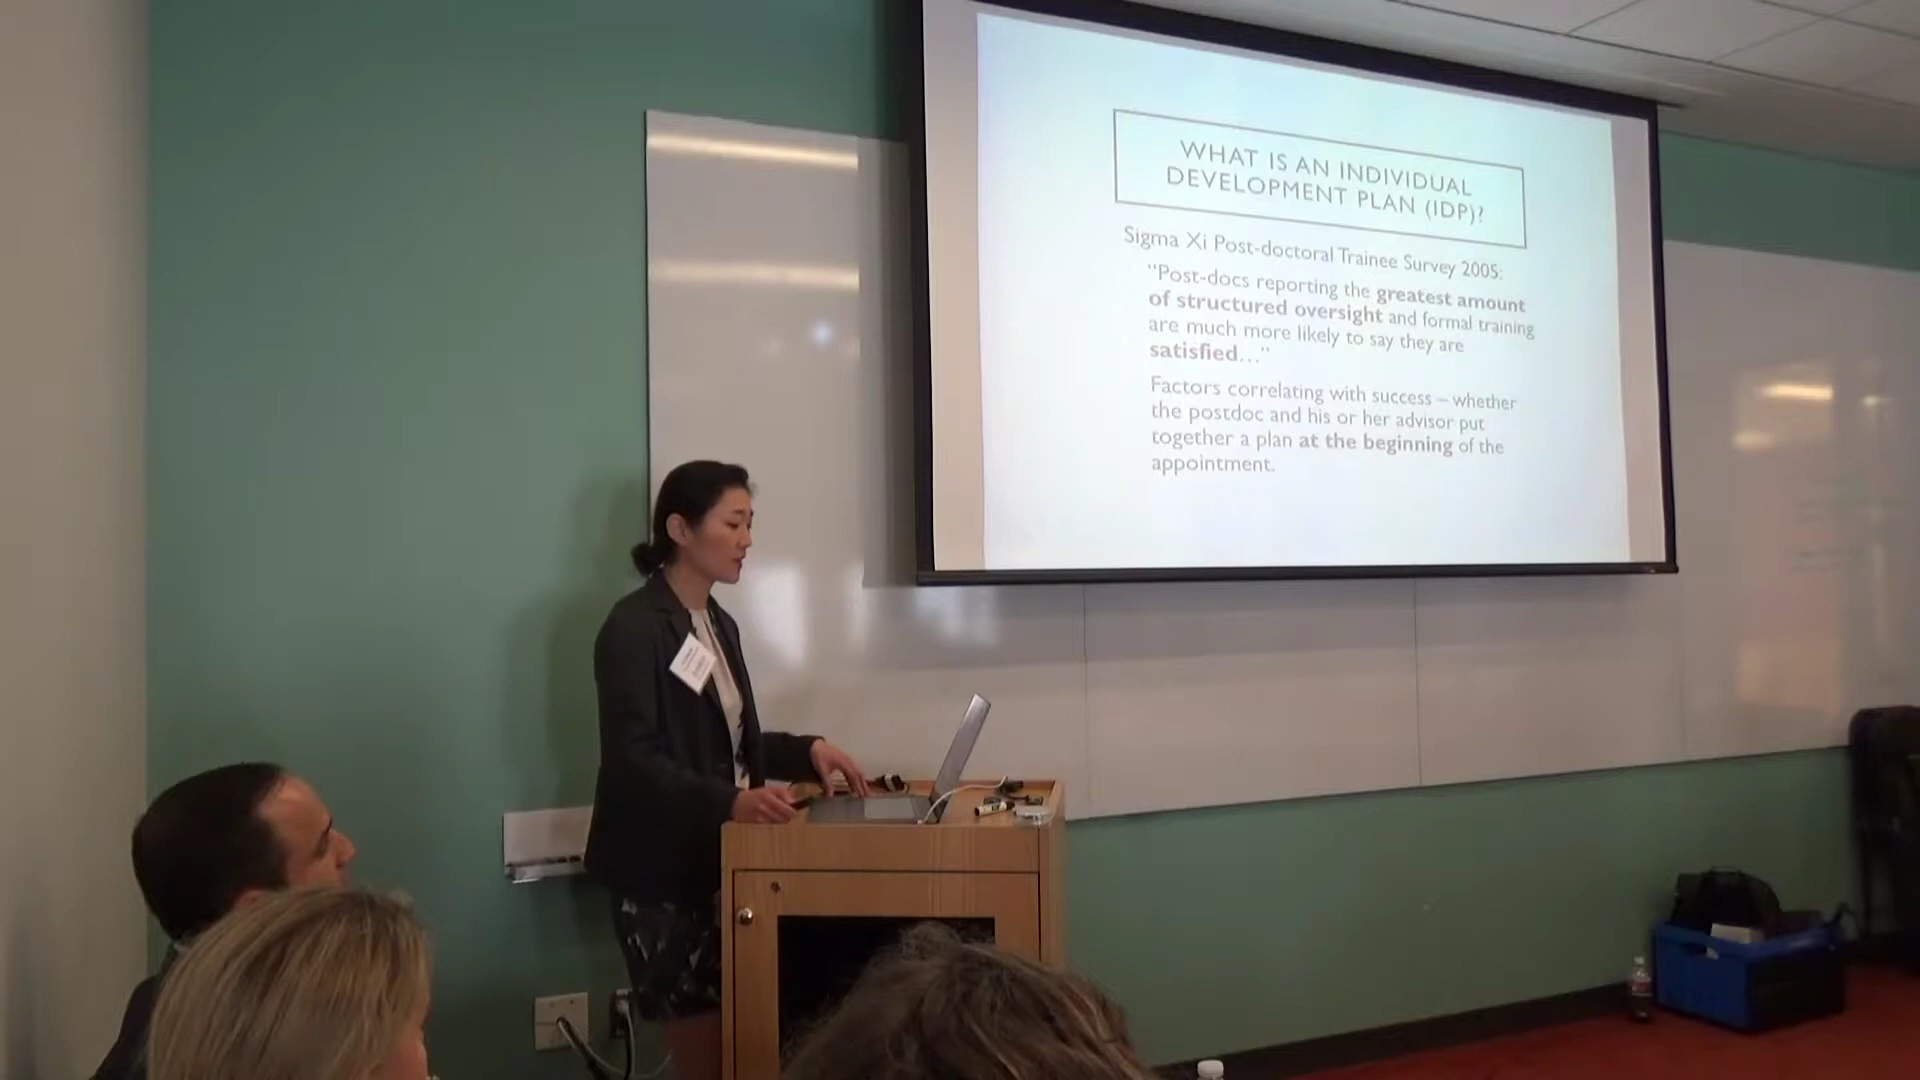 WHAT IS AN INDIVIDUAL
DEVELOPMENT PLAN (IDP)?
Sigma Xi Post-doctoral Trainee Survey 2005:
“Post-docs reporting the greatest amount
of structured oversight and formal training
are much more likely to say they are
satisfied…“
Factors correlating with success – whether
the postdoc and his or her advisor put
together a plan at the beginning of the
appointment.